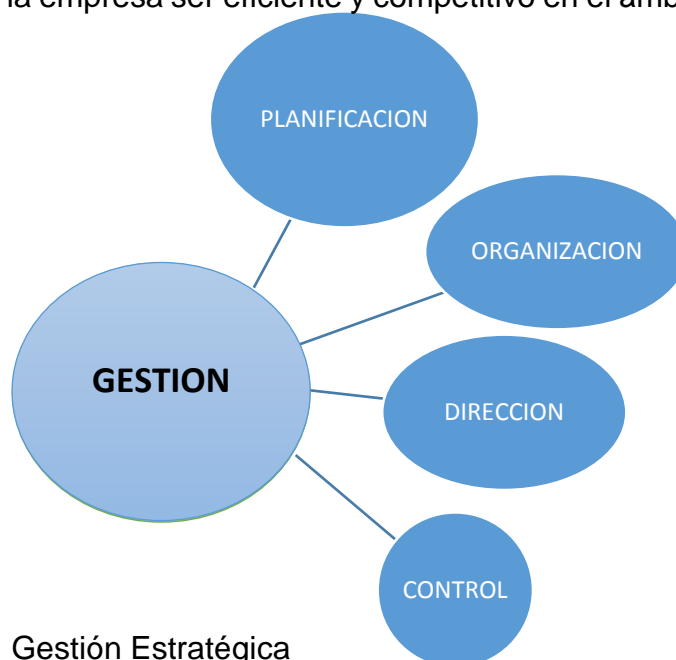 la empresa ser eficiente y competitivo en el amb
PLANIFICACION
ORGANIZACION
GESTION
DIRECCION
CONTROL
Gestión Estratégica